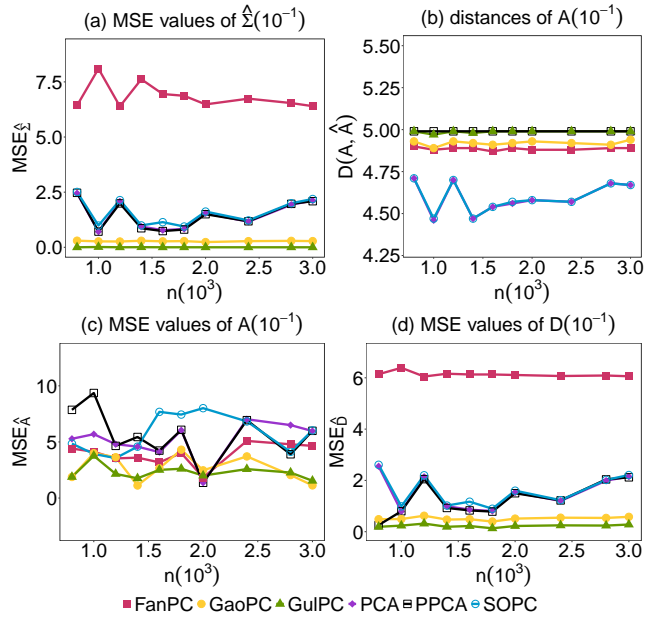 (a) MSE values of Σ̂(10⁻¹)
MSE_Σ̂
7.5
5.0
2.5
0.0
1.0 1.5 2.0 2.5 3.0
n(10³)
(b) distances of A(10⁻¹)
D(A, Â)
5.50
5.25
5.00
4.75
4.50
4.25
1.0 1.5 2.0 2.5 3.0
n(10³)
(c) MSE values of A(10⁻¹)
MSE_Â
10
5
0
1.0 1.5 2.0 2.5 3.0
n(10³)
(d) MSE values of D(10⁻¹)
MSE_D̂
6
4
2
0
1.0 1.5 2.0 2.5 3.0
n(10³)
FanPC GaoPC GulPC PCA PPCA SOPC